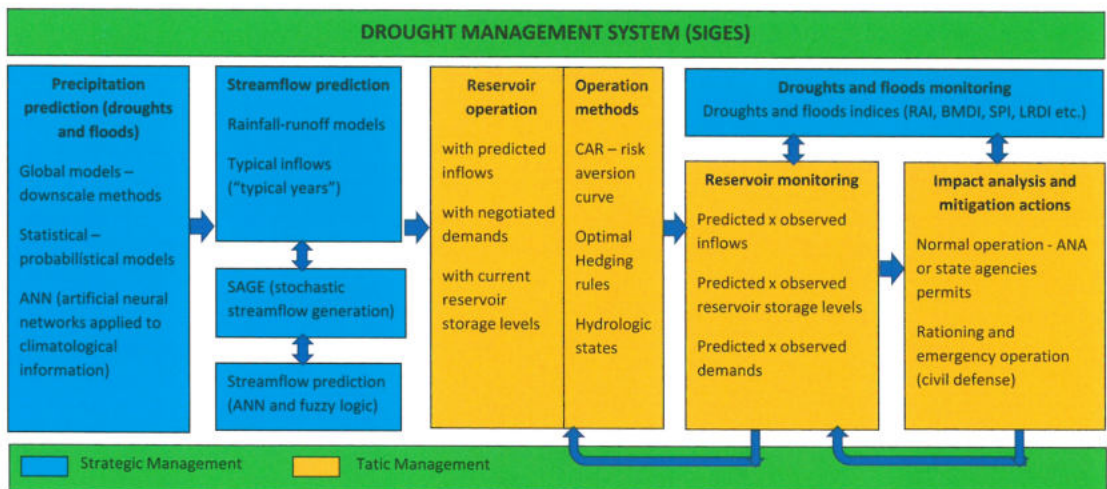 DROUGHT MANAGEMENT SYSTEM (SIGES)
Precipitation
prediction (droughts
and floods)
Global models –
downscale methods
Statistical –
probabilístical models
ANN (artificial neural
networks applied to
climatological
information)
Streamflow prediction
Rainfall-runoff models
Typical inflows
("typical years")
SAGE (stochastic
streamflow generation)
Streamflow prediction
(ANN and fuzzy logic)
Reservoir
operation
with predicted
inflows
with negotiated
demands
with current
reservoir
storage levels
Operation
methods
CAR – risk
aversion
curve
Optimal
Hedging
rules
Hydrologic
states
Droughts and floods monitoring
Droughts and floods indices (RAI, BMDI, SPI, LRDI etc.)
Reservoir monitoring
Predicted x observed
inflows
Predicted x observed
reservoir storage levels
Predicted x observed
demands
Impact analysis and
mitigation actions
Normal operation - ANA
or state agencies
permits
Rationing and
emergency operation
(civil defense)
Strategic Management
Tatic Management